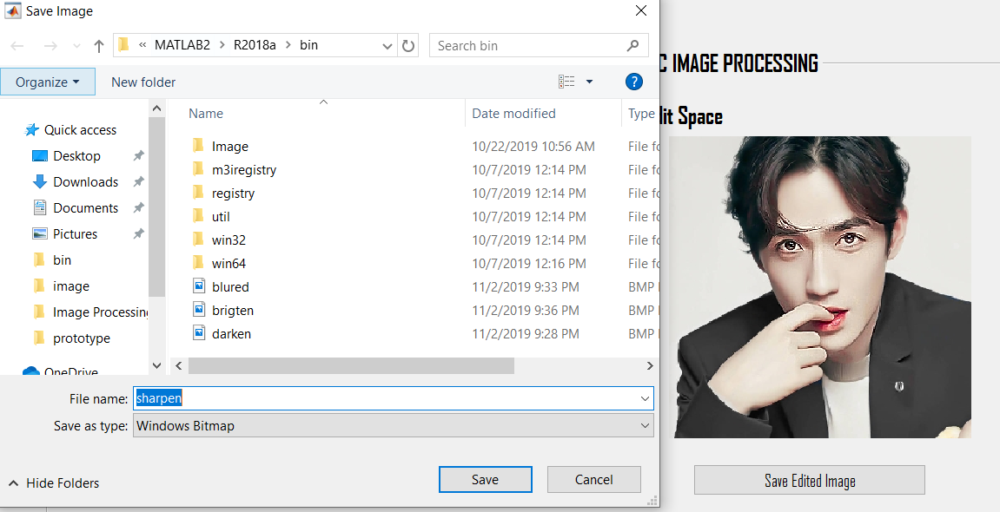 Save Image
« MATLAB2 > R2018a > bin
Search bin
Organize
New folder
?
Name
Date modified
Type
Quick access
Desktop
Downloads
Documents
Pictures
bin
image
Image Processing
prototype
OneDrive
Image 10/22/2019 10:56 AM File fo
m3iregistry 10/7/2019 12:14 PM File fo
registry 10/7/2019 12:14 PM File fo
util 10/7/2019 12:14 PM File fo
win32 10/7/2019 12:14 PM File fo
win64 10/7/2019 12:16 PM File fo
blured 11/2/2019 9:33 PM BMP
brigten 11/2/2019 9:36 PM BMP
darken 11/2/2019 9:28 PM BMP
File name: sharpen
Save as type: Windows Bitmap
Hide Folders
Save
Cancel
C IMAGE PROCESSING
dit Space
Save Edited Image